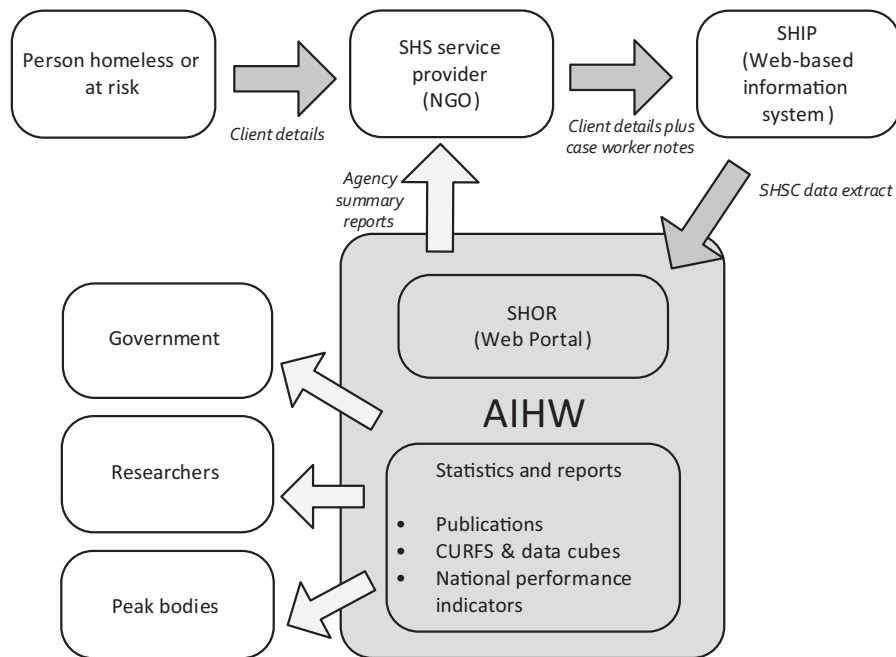 Person homeless or
at risk
Client details
SHS service
provider
(NGO)
Client details plus
case worker notes
SHIP
(Web-based
information
system)
SHSC data extract
Agency
summary
reports
SHOR
(Web Portal)
AIHW
Government
Researchers
Peak bodies
Statistics and reports
• Publications
• CURFS & data cubes
• National performance
indicators